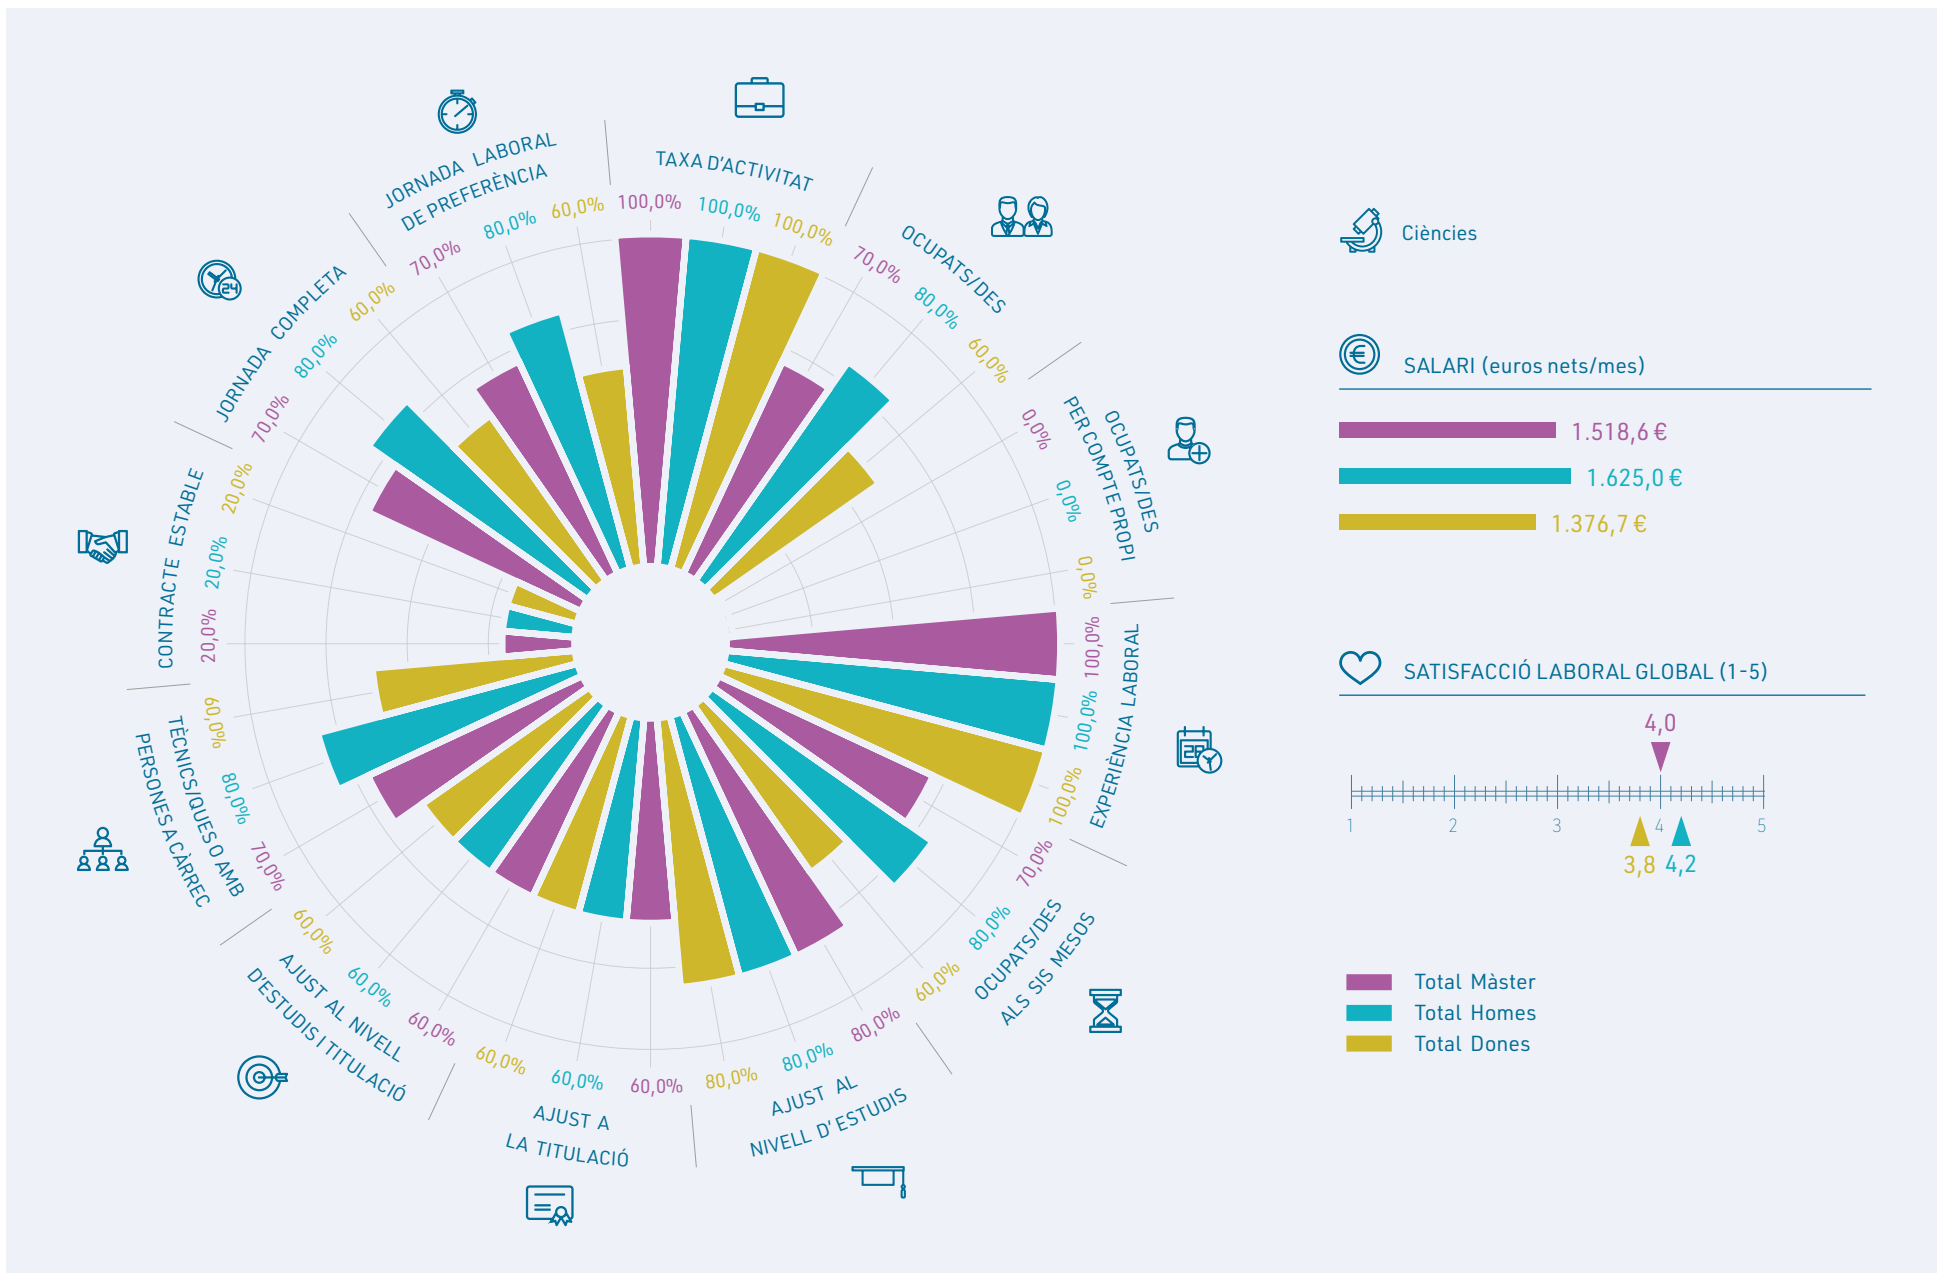 TAXA D'ACTIVITAT
100,0%
100,0%
100,0%
OCUPATS/DES
70,0%
80,0%
60,0%
OCUPATS/DES
PER COMPTE PROPI
0,0%
0,0%
0,0%
EXPERIÈNCIA LABORAL
100,0%
100,0%
100,0%
OCUPATS/DES
ALS SIS MESOS
70,0%
80,0%
60,0%
AJUST AL
NIVELL D'ESTUDIS
80,0%
80,0%
80,0%
AJUST A
LA TITULACIÓ
60,0%
60,0%
60,0%
AJUST AL NIVELL
D'ESTUDIS I TITULACIÓ
60,0%
60,0%
60,0%
TÈCNICS/QUES O AMB
PERSONES A CÀRREC
70,0%
80,0%
60,0%
CONTRACTE ESTABLE
20,0%
20,0%
20,0%
JORNADA COMPLETA
70,0%
80,0%
60,0%
24
JORNADA LABORAL
DE PREFERÈNCIA
70,0%
80,0%
60,0%
Ciències
SALARI (euros nets/mes)
1.518,6 €
1.625,0 €
1.376,7 €
SATISFACCIÓ LABORAL GLOBAL (1-5)
4,0
1 2 3 4 5
3,8 4,2
Total Màster
Total Homes
Total Dones